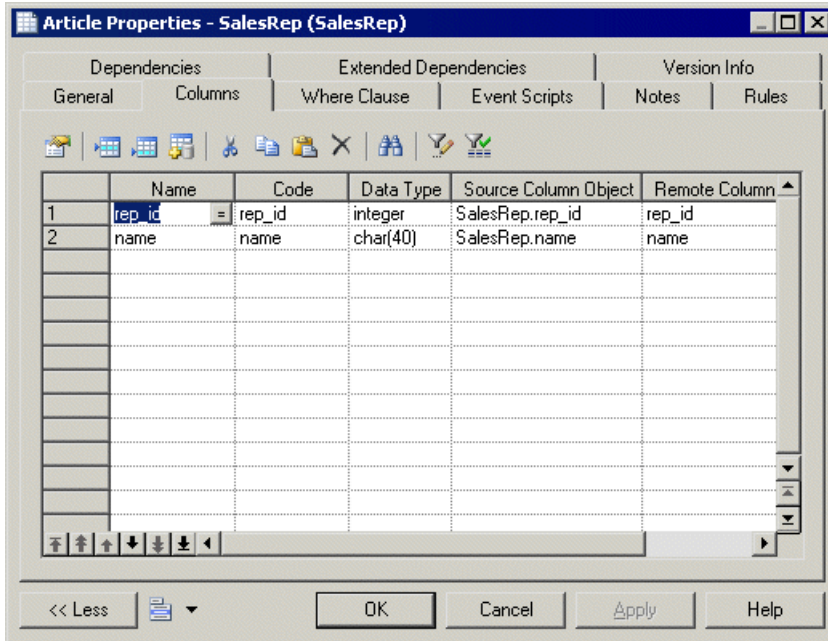 Article Properties - SalesRep (SalesRep)
Dependencies Extended Dependencies Version Info
General Columns Where Clause Event Scripts Notes Rules
Name Code Data Type Source Column Object Remote Column
1 rep_id = rep_id integer SalesRep.rep_id rep_id
2 name name char(40) SalesRep.name name
<< Less OK Cancel Apply Help